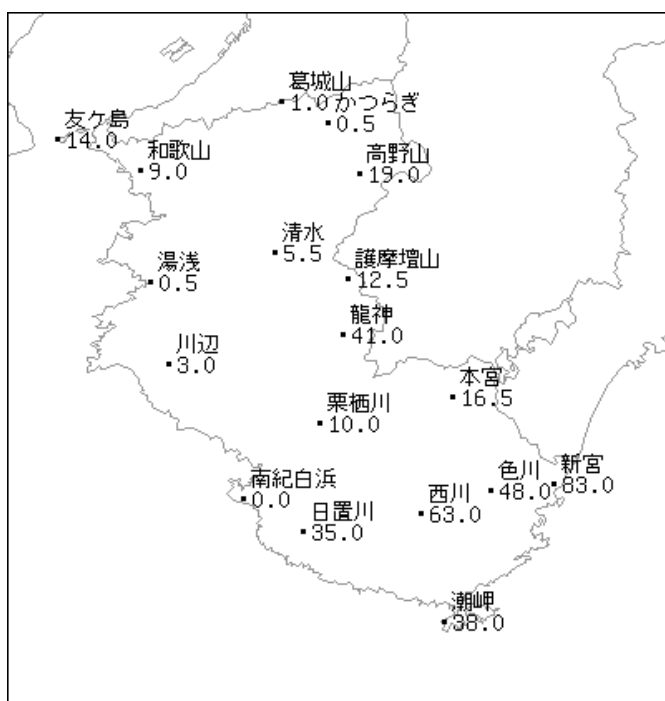 葛城山
1.0
かつらぎ
0.5
友ケ島
14.0
和歌山
9.0
高野山
19.0
清水
5.5
湯浅
0.5
護摩壇山
12.5
龍神
41.0
川辺
3.0
本宮
16.5
栗栖川
10.0
新宮
83.0
色川
48.0
南紀白浜
0.0
西川
63.0
日置川
35.0
潮岬
38.0